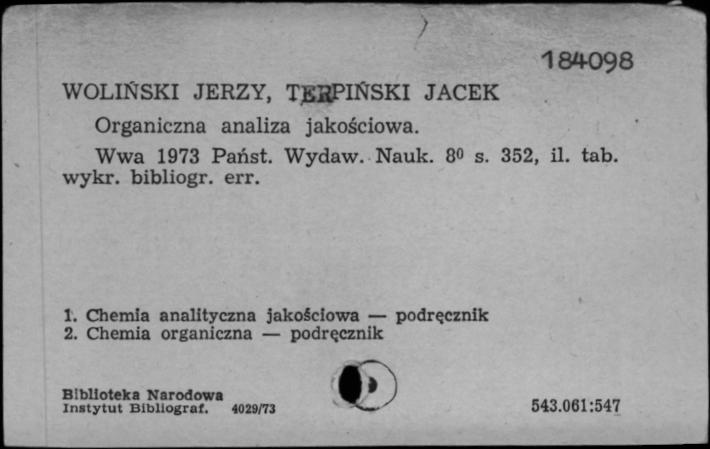 184098
WOLIŃSKI JERZY, TERPIŃSKI JACEK
Organiczna analiza jakościowa.
Wwa 1973 Państ. Wydaw. Nauk. 8⁰ s. 352, il. tab.
wykr. bibliogr. err.
1. Chemia analityczna jakościowa — podręcznik
2. Chemia organiczna — podręcznik
Biblioteka Narodowa
Instytut Bibliograf. 4029/73
543.061:547